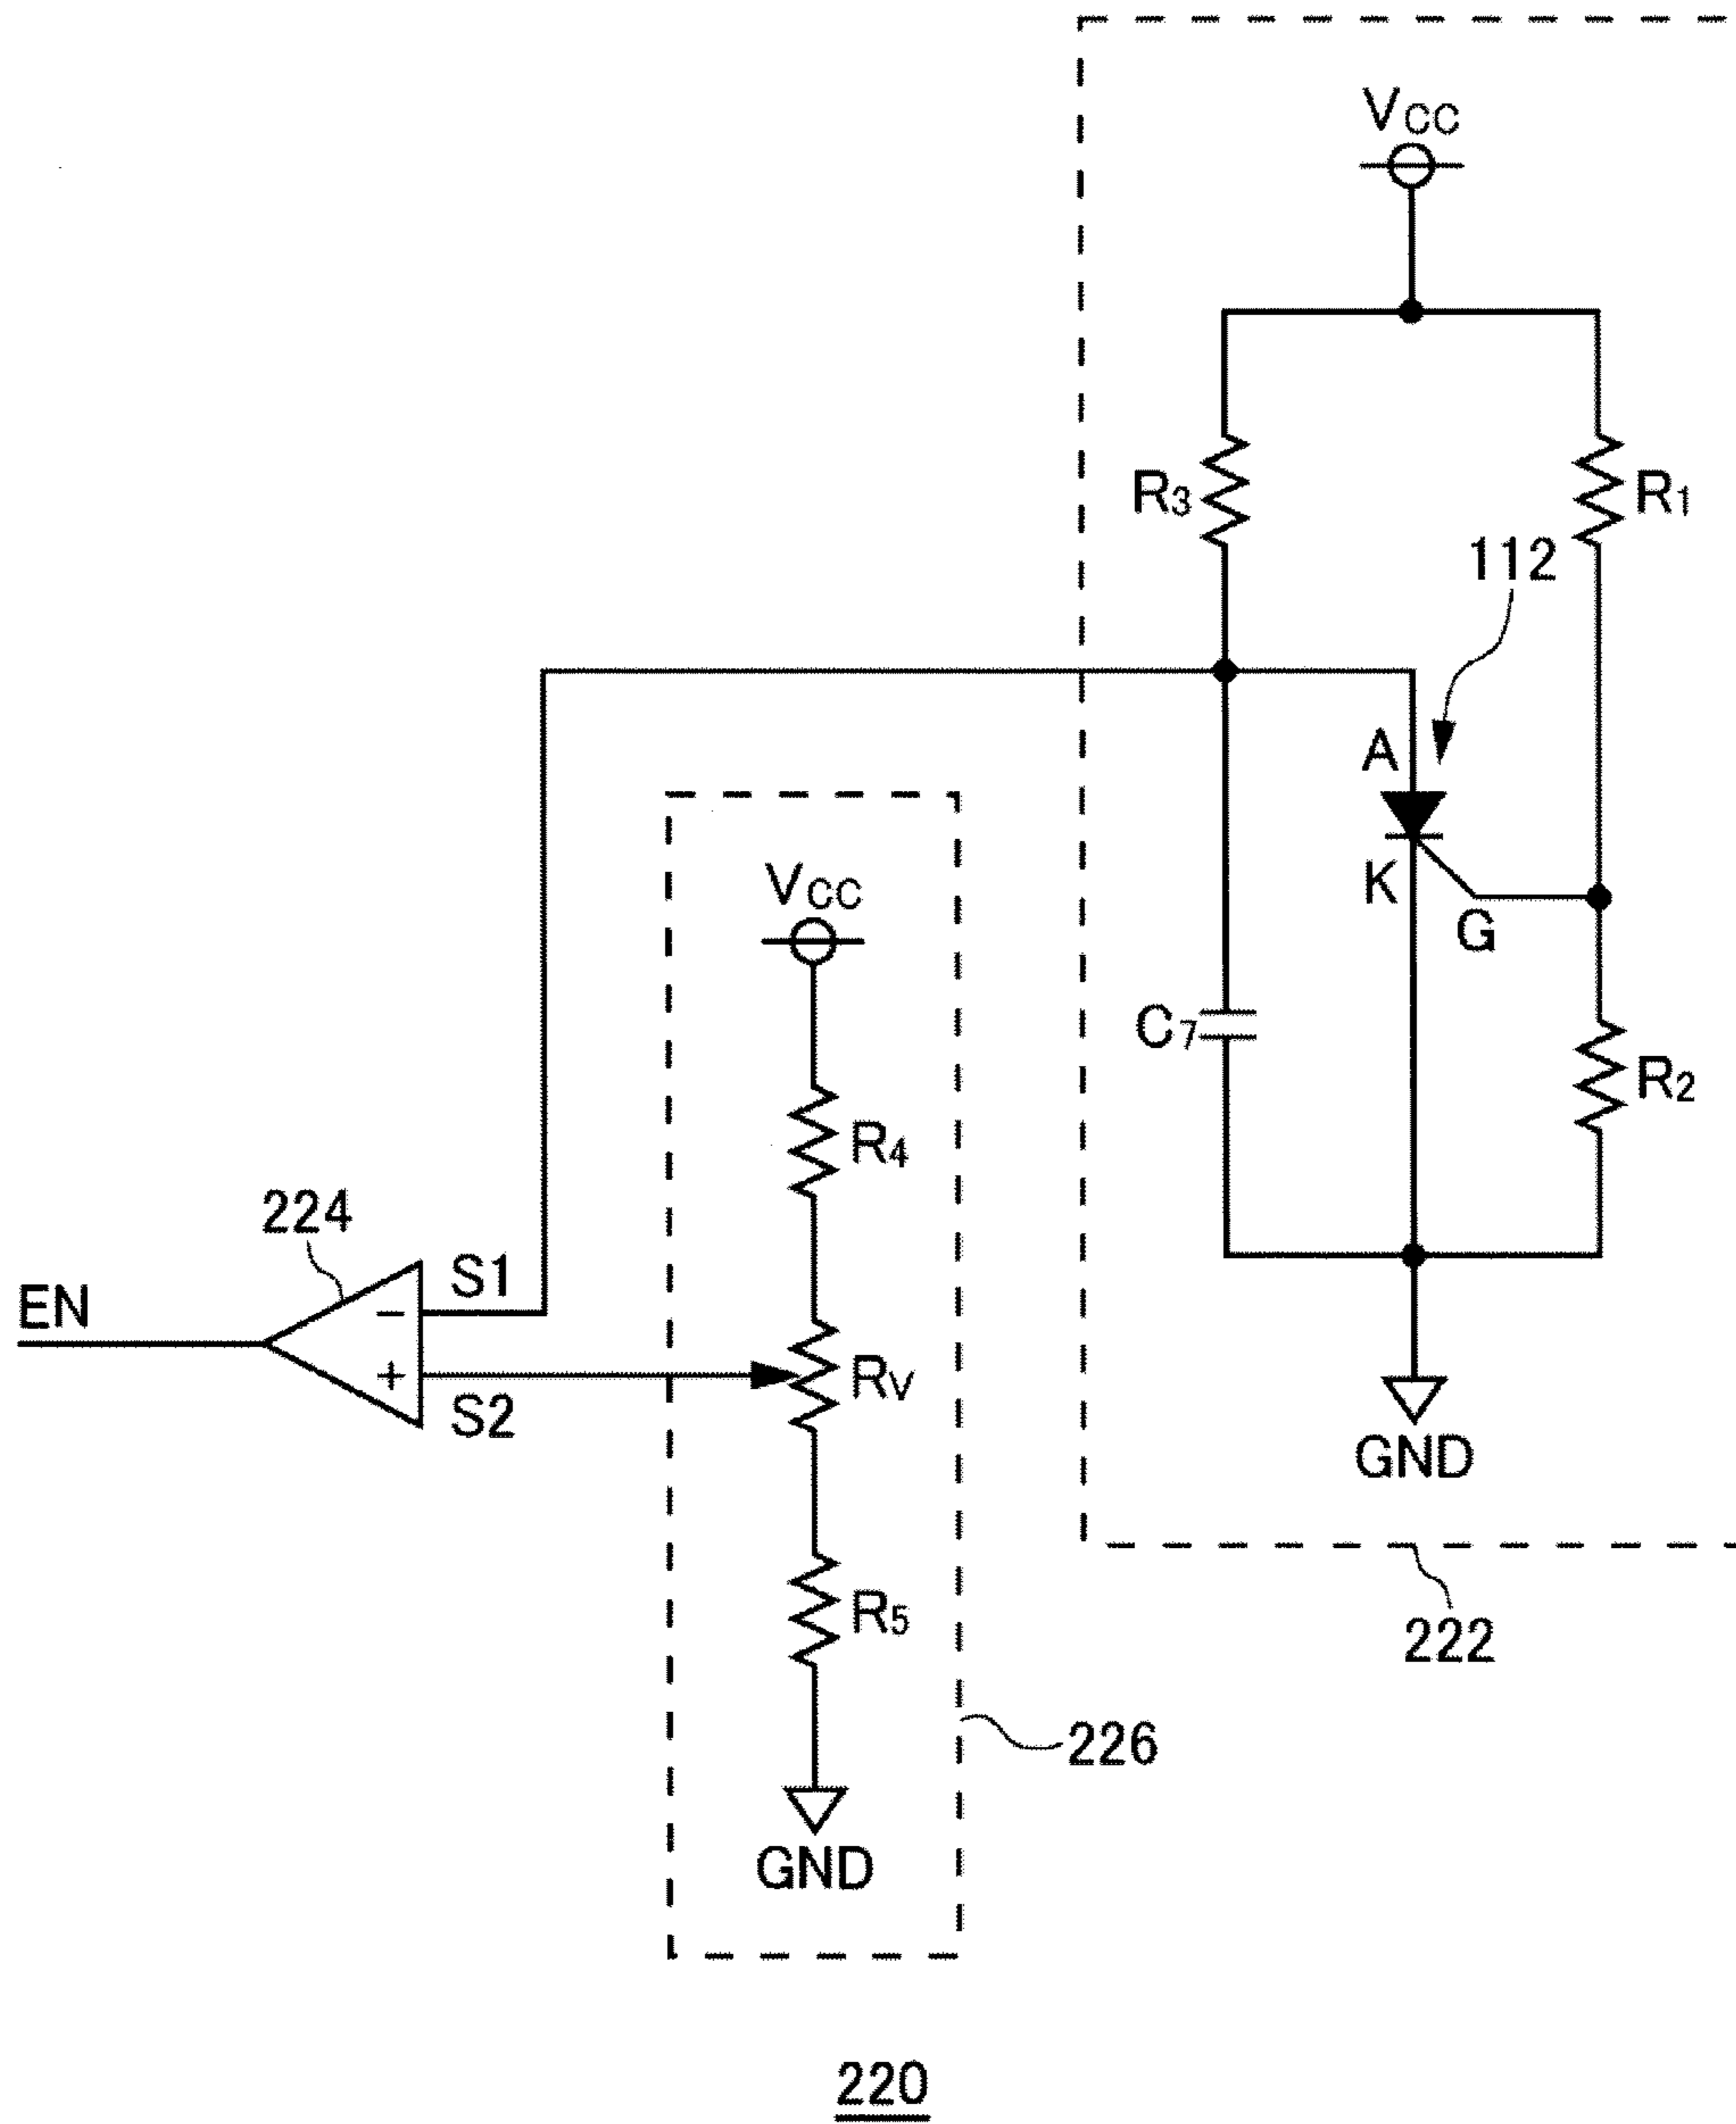 VCC
R3
R1
112
A
K
G
VCC
C7
R2
R4
224
S1
EN
−
+
S2
RV
GND
R5
222
226
GND
220